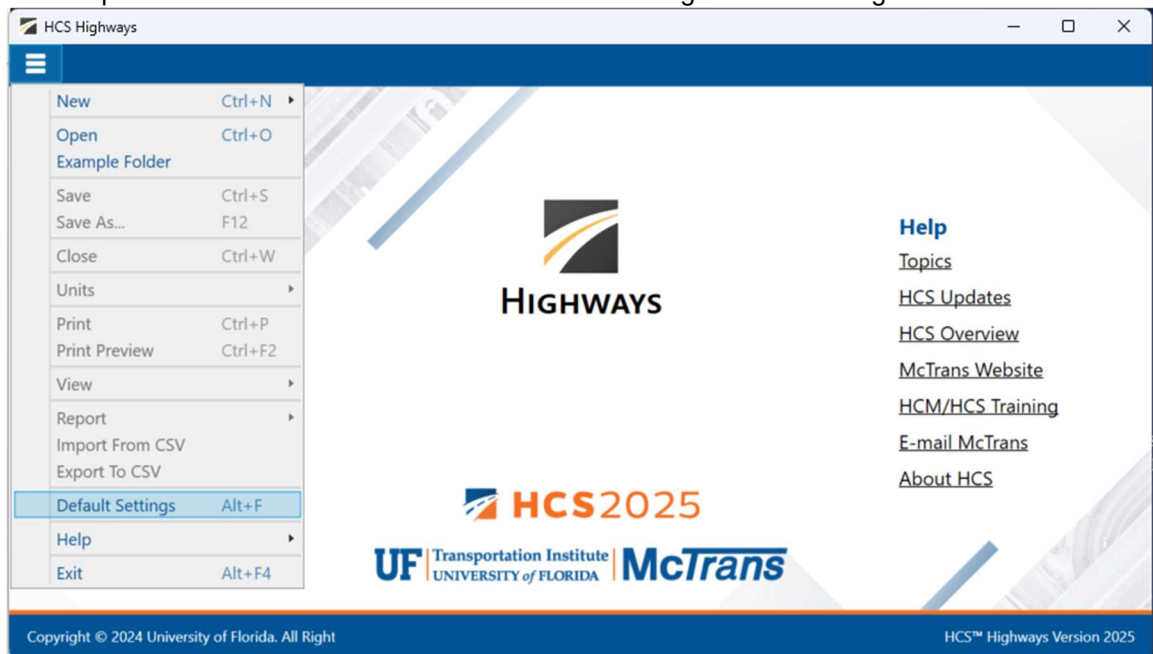 HCS Highways
New Ctrl+N
Open Ctrl+O
Example Folder
Save Ctrl+S
Save As... F12
Close Ctrl+W
Units
Print Ctrl+P
Print Preview Ctrl+F2
View
Report
Import From CSV
Export To CSV
Default Settings Alt+F
Help
Exit Alt+F4
HIGHWAYS
HCS2025
UF Transportation Institute McTrans
UNIVERSITY of FLORIDA
Help
Topics
HCS Updates
HCS Overview
McTrans Website
HCM/HCS Training
E-mail McTrans
About HCS
Copyright © 2024 University of Florida. All Right
HCS™ Highways Version 2025